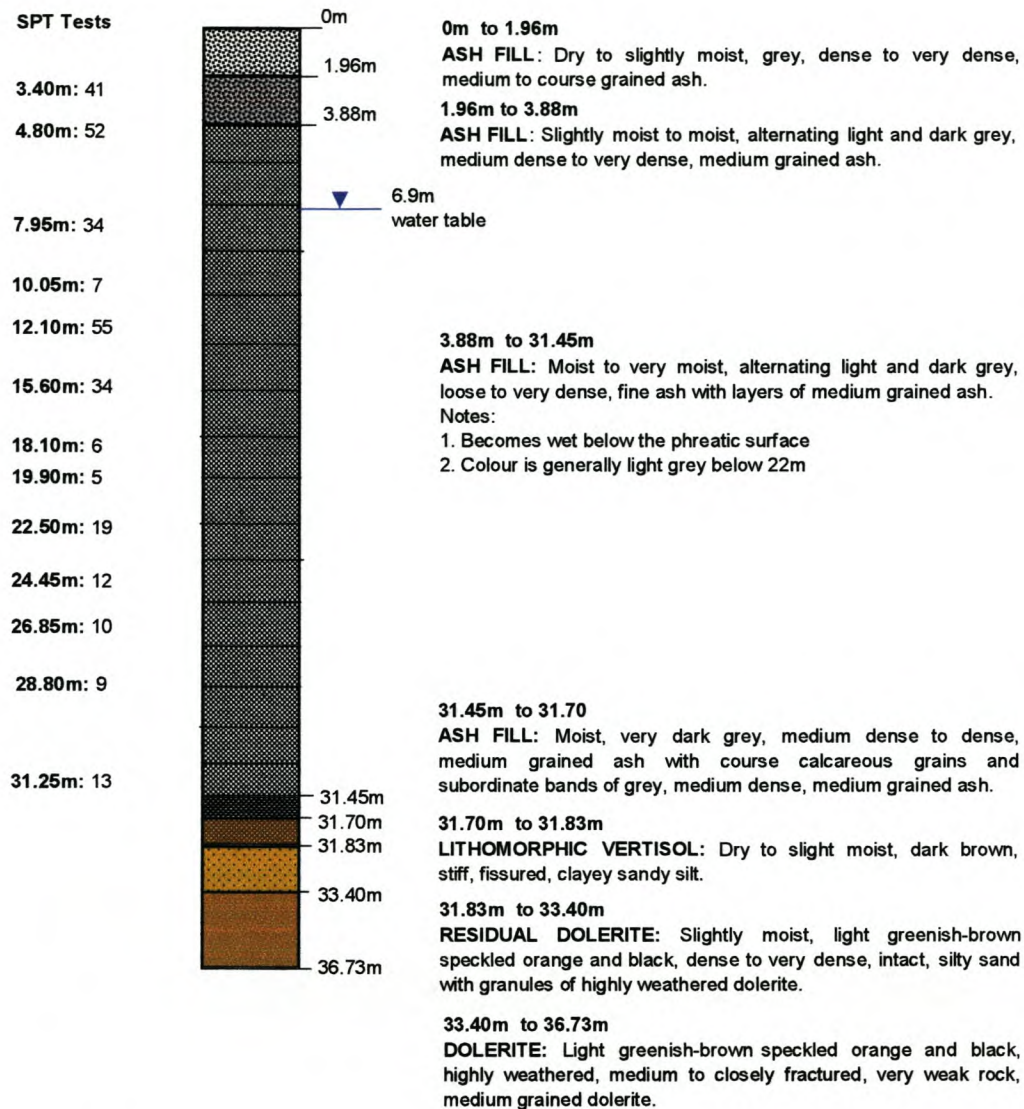 SPT Tests
3.40m: 41
4.80m: 52
7.95m: 34
10.05m: 7
12.10m: 55
15.60m: 34
18.10m: 6
19.90m: 5
22.50m: 19
24.45m: 12
26.85m: 10
28.80m: 9
31.25m: 13
0m
1.96m
3.88m
6.9m
water table
31.45m
31.70m
31.83m
33.40m
36.73m
0m to 1.96m
ASH FILL: Dry to slightly moist, grey, dense to very dense,
medium to course grained ash.
1.96m to 3.88m
ASH FILL: Slightly moist to moist, alternating light and dark grey,
medium dense to very dense, medium grained ash.
3.88m to 31.45m
ASH FILL: Moist to very moist, alternating light and dark grey,
loose to very dense, fine ash with layers of medium grained ash.
Notes:
1. Becomes wet below the phreatic surface
2. Colour is generally light grey below 22m
31.45m to 31.70
ASH FILL: Moist, very dark grey, medium dense to dense,
medium grained ash with course calcareous grains and
subordinate bands of grey, medium dense, medium grained ash.
31.70m to 31.83m
LITHOMORPHIC VERTISOL: Dry to slight moist, dark brown,
stiff, fissured, clayey sandy silt.
31.83m to 33.40m
RESIDUAL DOLERITE: Slightly moist, light greenish-brown
speckled orange and black, dense to very dense, intact, silty sand
with granules of highly weathered dolerite.
33.40m to 36.73m
DOLERITE: Light greenish-brown speckled orange and black,
highly weathered, medium to closely fractured, very weak rock,
medium grained dolerite.